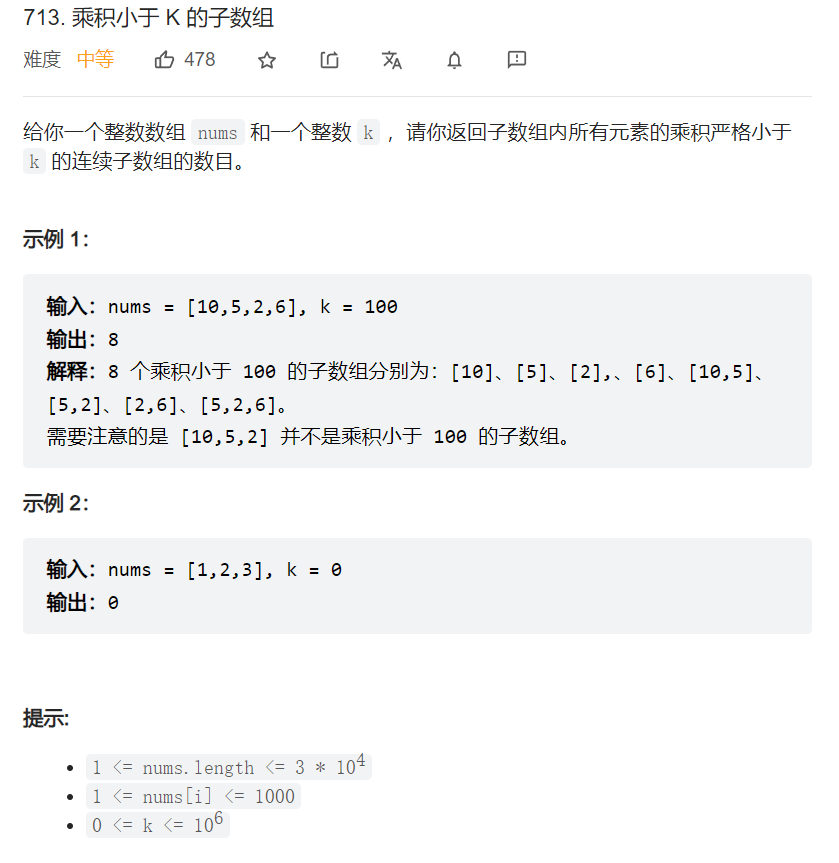 713. 乘积小于 K 的子数组
难度 中等 478
给你一个整数数组 nums 和一个整数 k ，请你返回子数组内所有元素的乘积严格小于
k 的连续子数组的数目。
示例 1：
输入：nums = [10,5,2,6], k = 100
输出：8
解释：8 个乘积小于 100 的子数组分别为：[10]、[5]、[2],、[6]、[10,5]、
[5,2]、[2,6]、[5,2,6]。
需要注意的是 [10,5,2] 并不是乘积小于 100 的子数组。
示例 2：
输入：nums = [1,2,3], k = 0
输出：0
提示:
1 <= nums.length <= 3 * 10⁴
1 <= nums[i] <= 1000
0 <= k <= 10⁶